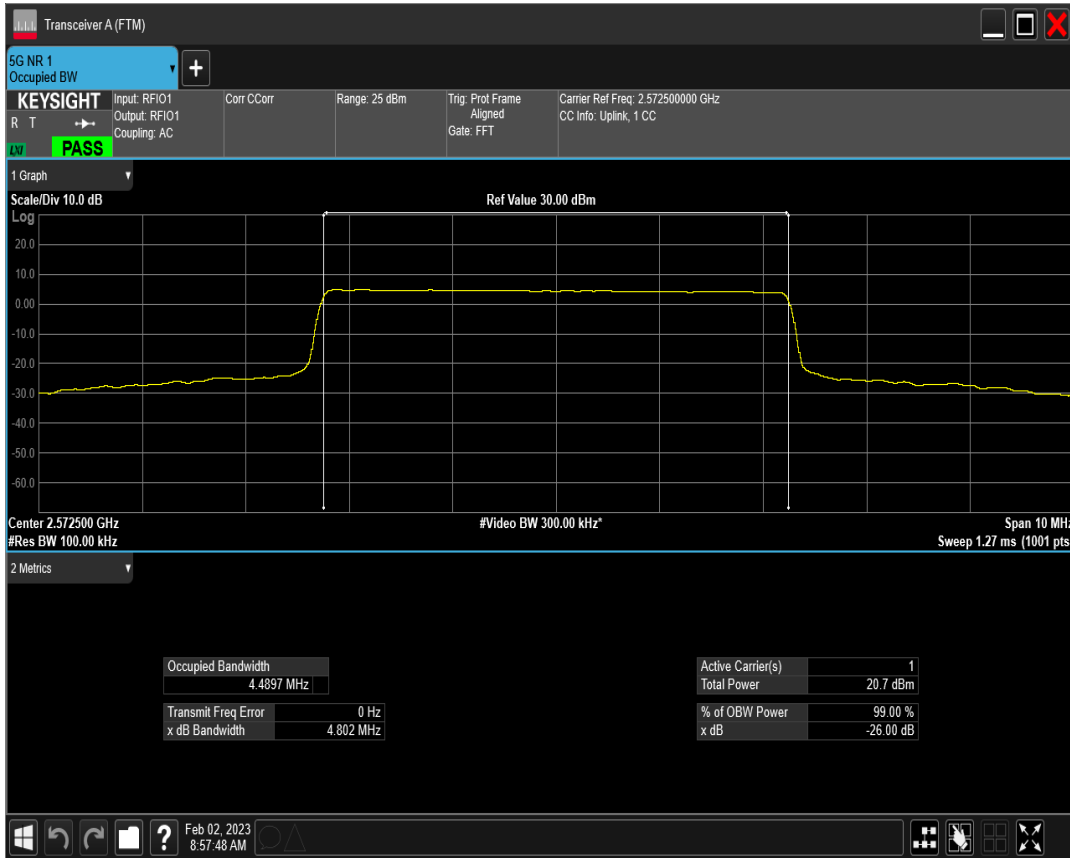 Transceiver A (FTM)
5G NR 1
Occupied BW
+
KEYSIGHT
R T
LXI
PASS
Input: RFIO1
Output: RFIO1
Coupling: AC
Corr CCorr
Range: 25 dBm
Trig: Prot Frame
Aligned
Gate: FFT
Carrier Ref Freq: 2.572500000 GHz
CC Info: Uplink, 1 CC
1 Graph
Scale/Div 10.0 dB
Ref Value 30.00 dBm
Log
20.0
10.0
0.00
-10.0
-20.0
-30.0
-40.0
-50.0
-60.0
Center 2.572500 GHz
#Video BW 300.00 kHz*
Span 10 MHz
#Res BW 100.00 kHz
Sweep 1.27 ms (1001 pts
2 Metrics
Occupied Bandwidth
4.4897 MHz
Transmit Freq Error 0 Hz
x dB Bandwidth 4.802 MHz
Active Carrier(s) 1
Total Power 20.7 dBm
% of OBW Power 99.00 %
x dB -26.00 dB
?
Feb 02, 2023
8:57:48 AM